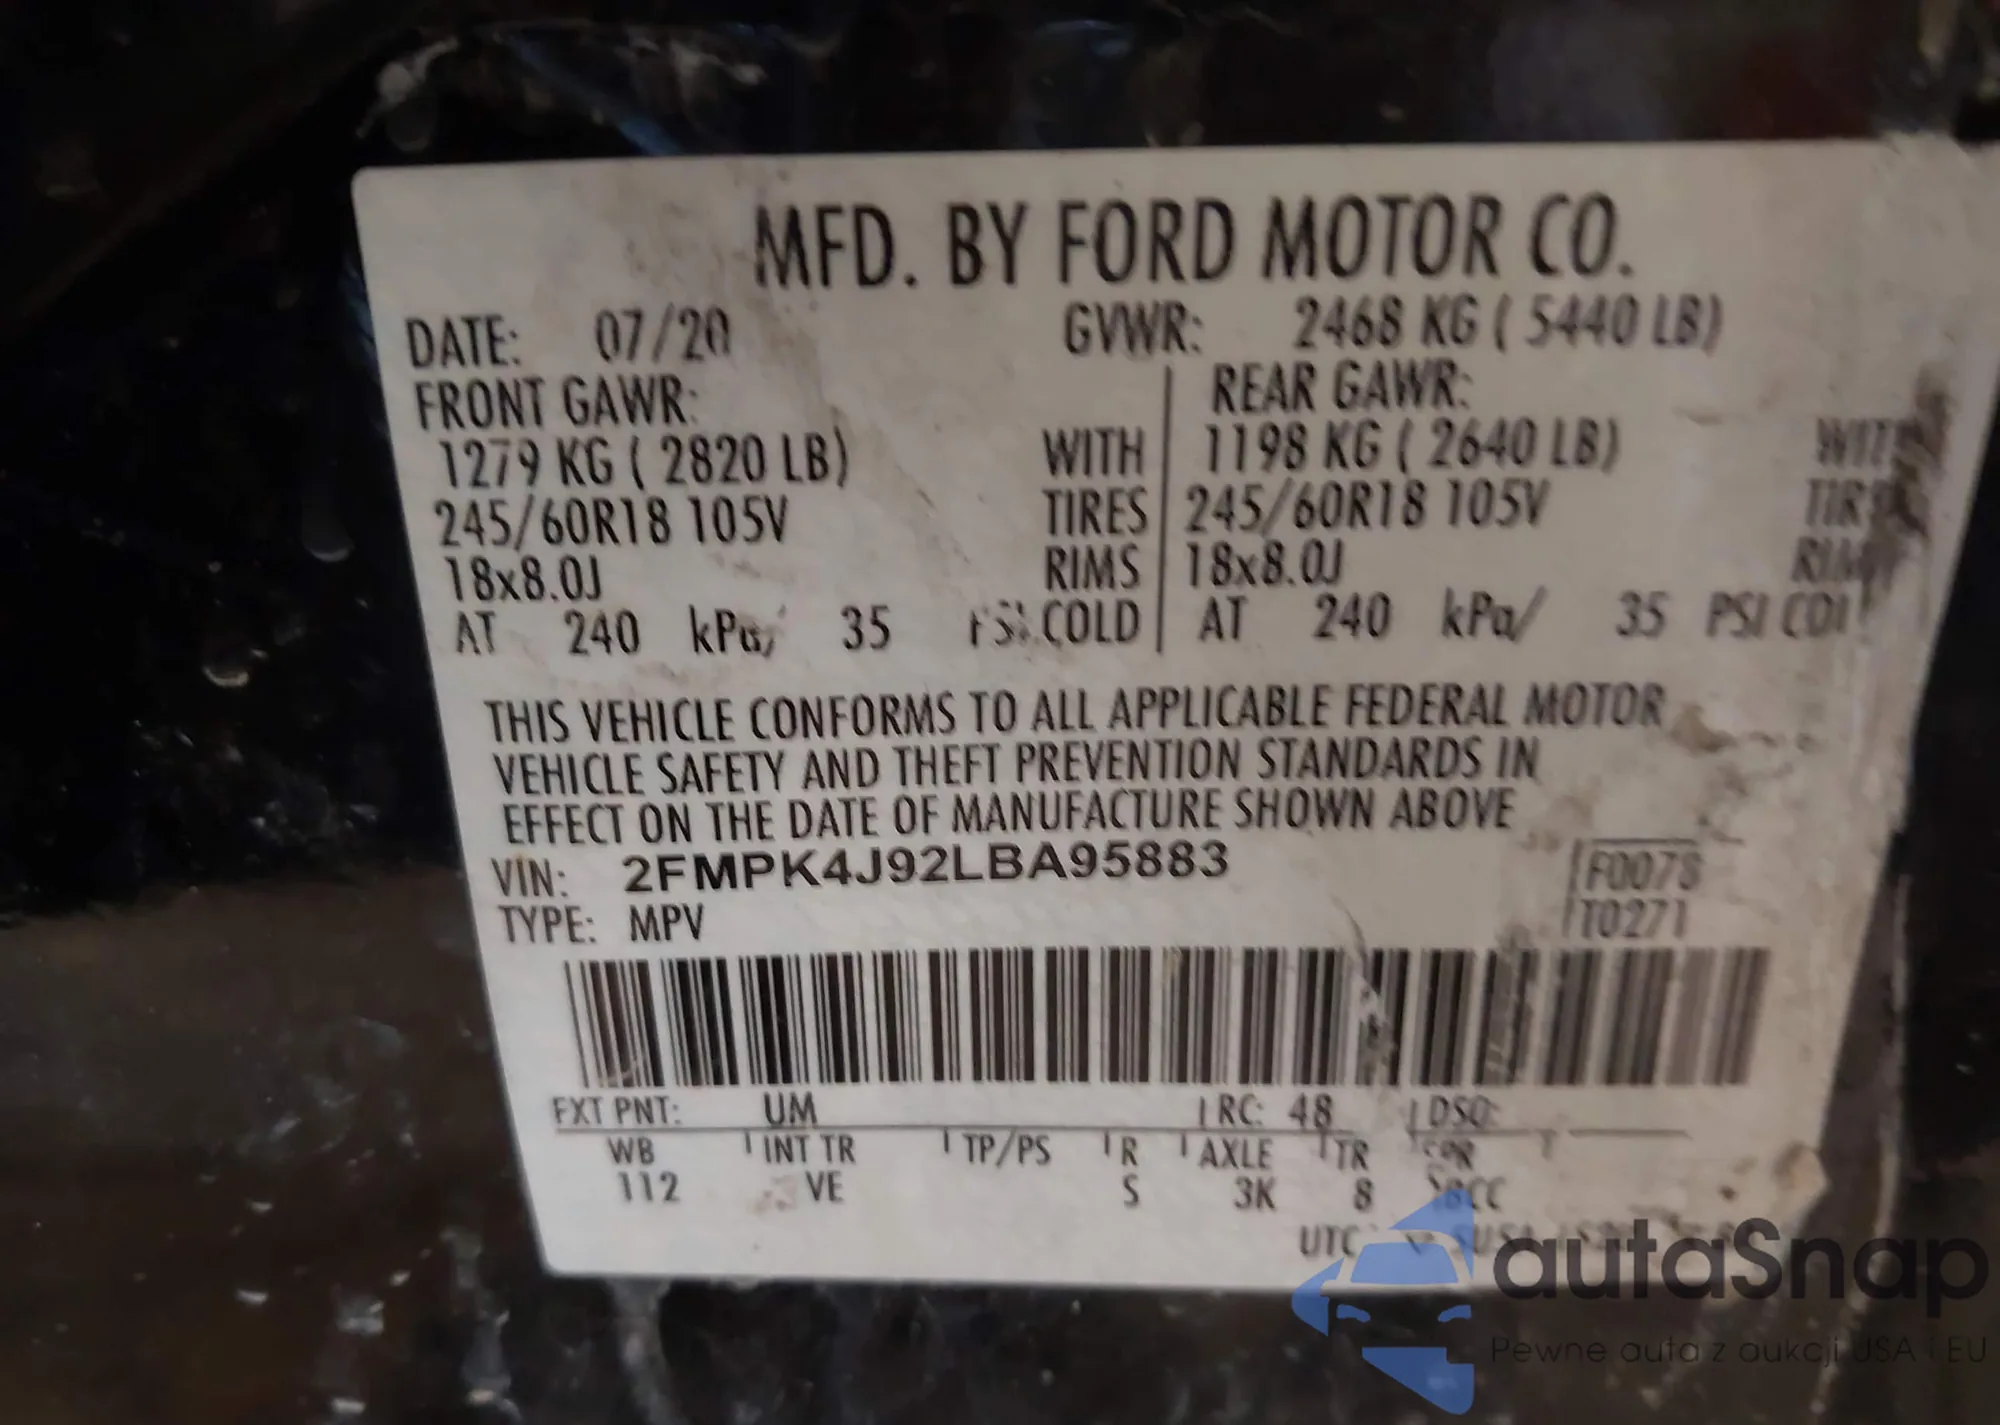 MFD. BY FORD MOTOR CO.
DATE: 07/20 GVWR: 2468 KG ( 5440 LB)
FRONT GAWR: REAR GAWR:
1279 KG ( 2820 LB) WITH 1198 KG ( 2640 LB)
245/60R18 105V TIRES 245/60R18 105V
18x8.0J RIMS 18x8.0J
AT 240 kPa/ 35 PSI COLD AT 240 kPa/ 35 PSI
THIS VEHICLE CONFORMS TO ALL APPLICABLE FEDERAL MOTOR
VEHICLE SAFETY AND THEFT PREVENTION STANDARDS IN
EFFECT ON THE DATE OF MANUFACTURE SHOWN ABOVE
VIN: 2FMPK4J92LBA95883 F0078
TYPE: MPV T0271
EXT PNT: UM RC: 48 DSO:
WB INT TR TP/PS R AXLE TR SPR
112 VE S 3K 8
UTC
autaSnap
Pewne auta z aukcji USA i EU